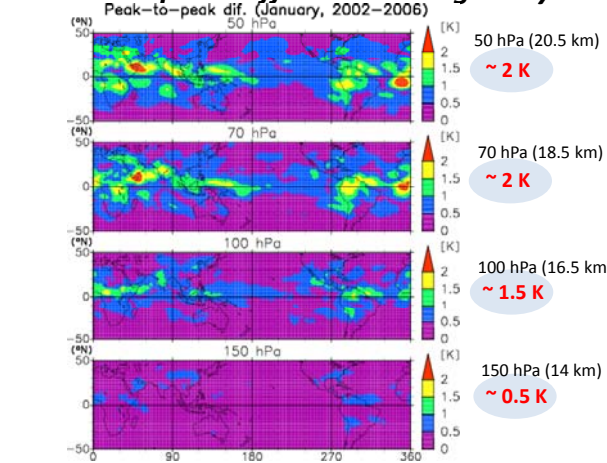 Peak-to-peak dif. (January, 2002-2006)
(°N) 50 hPa [K]
50
0
-50
2
1.5
1
0.5
0
50 hPa (20.5 km)
~ 2 K
(°N) 70 hPa [K]
50
0
-50
2
1.5
1
0.5
0
70 hPa (18.5 km)
~ 2 K
(°N) 100 hPa [K]
50
0
-50
2
1.5
1
0.5
0
100 hPa (16.5 km
~ 1.5 K
(°N) 150 hPa [K]
50
0
-50
2
1.5
1
0.5
0
150 hPa (14 km)
~ 0.5 K
0 90 180 270 360